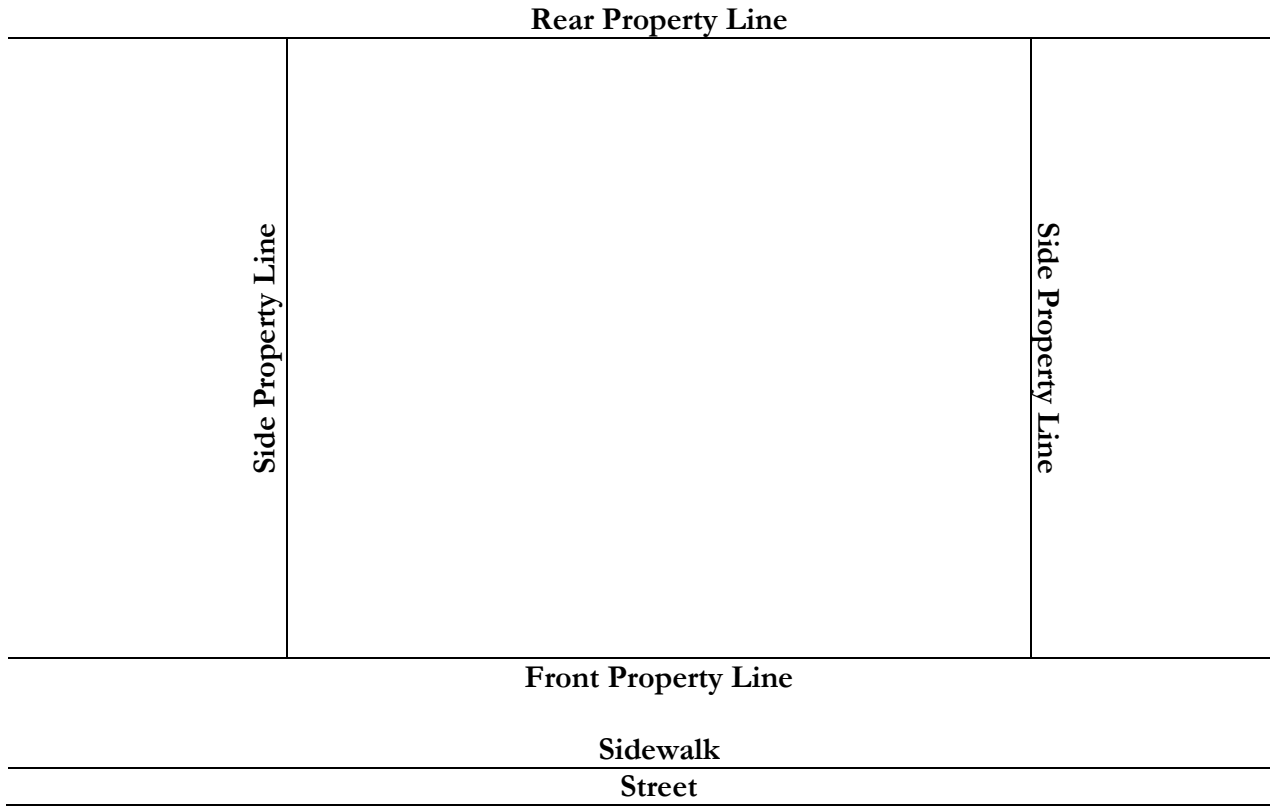 Rear Property Line
Side Property Line
Side Property Line
Front Property Line
Sidewalk
Street